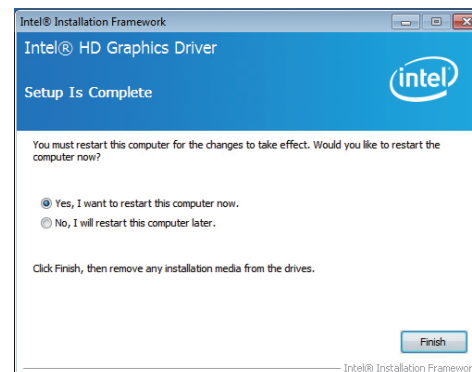 Intel® Installation Framework
Intel® HD Graphics Driver
intel
Setup Is Complete
You must restart this computer for the changes to take effect. Would you like to restart the
computer now?
Yes, I want to restart this computer now.
No, I will restart this computer later.
Click Finish, then remove any installation media from the drives.
Finish
Intel® Installation Framewor